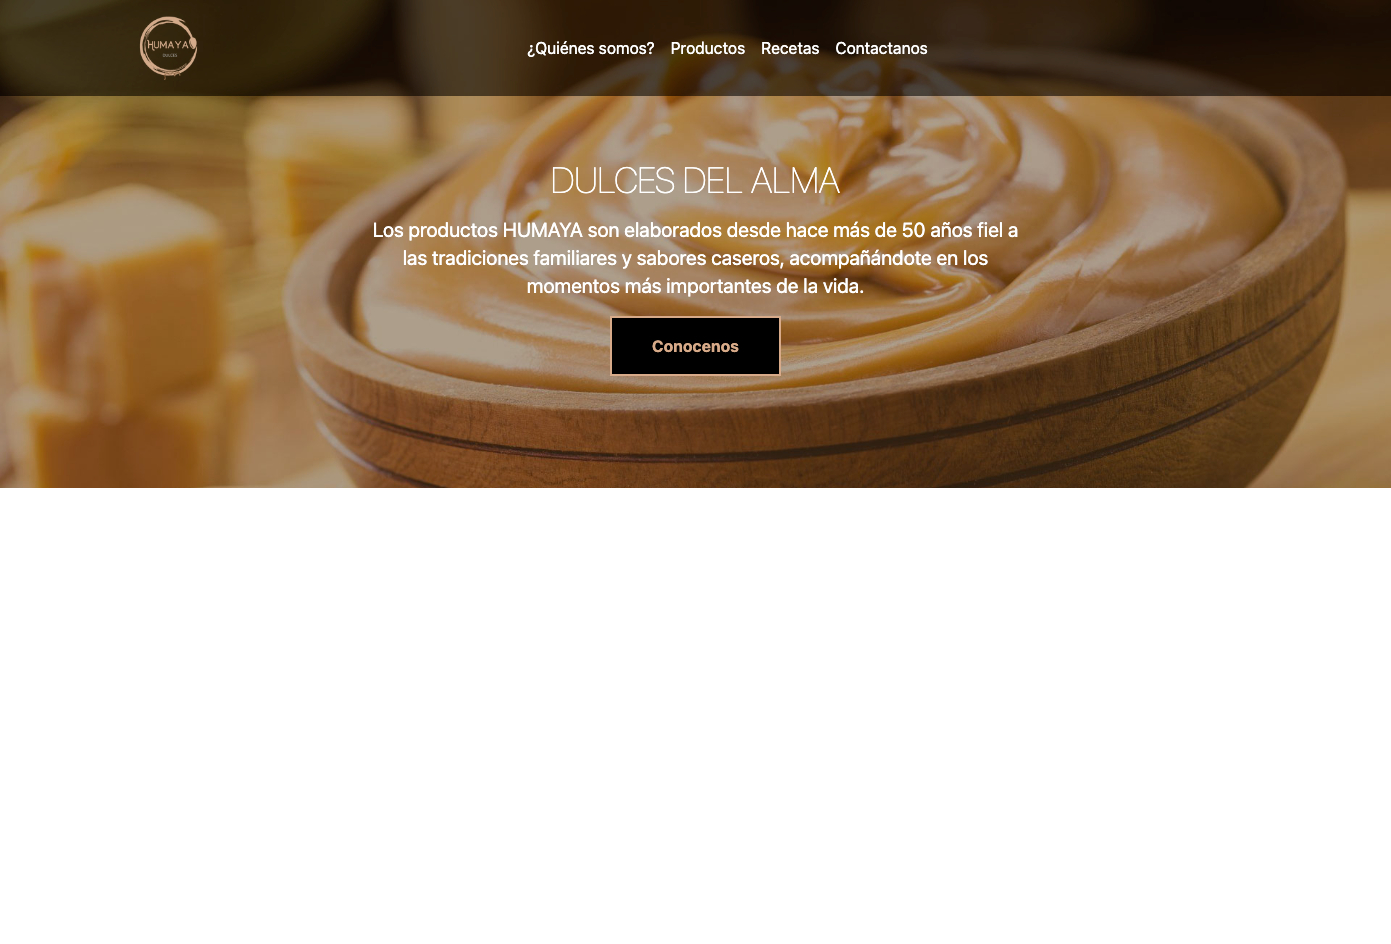 HUMAYA
DULCES
¿Quiénes somos? Productos Recetas Contactanos
DULCES DEL ALMA
Los productos HUMAYA son elaborados desde hace más de 50 años fiel a
las tradiciones familiares y sabores caseros, acompañándote en los
momentos más importantes de la vida.
Conocenos